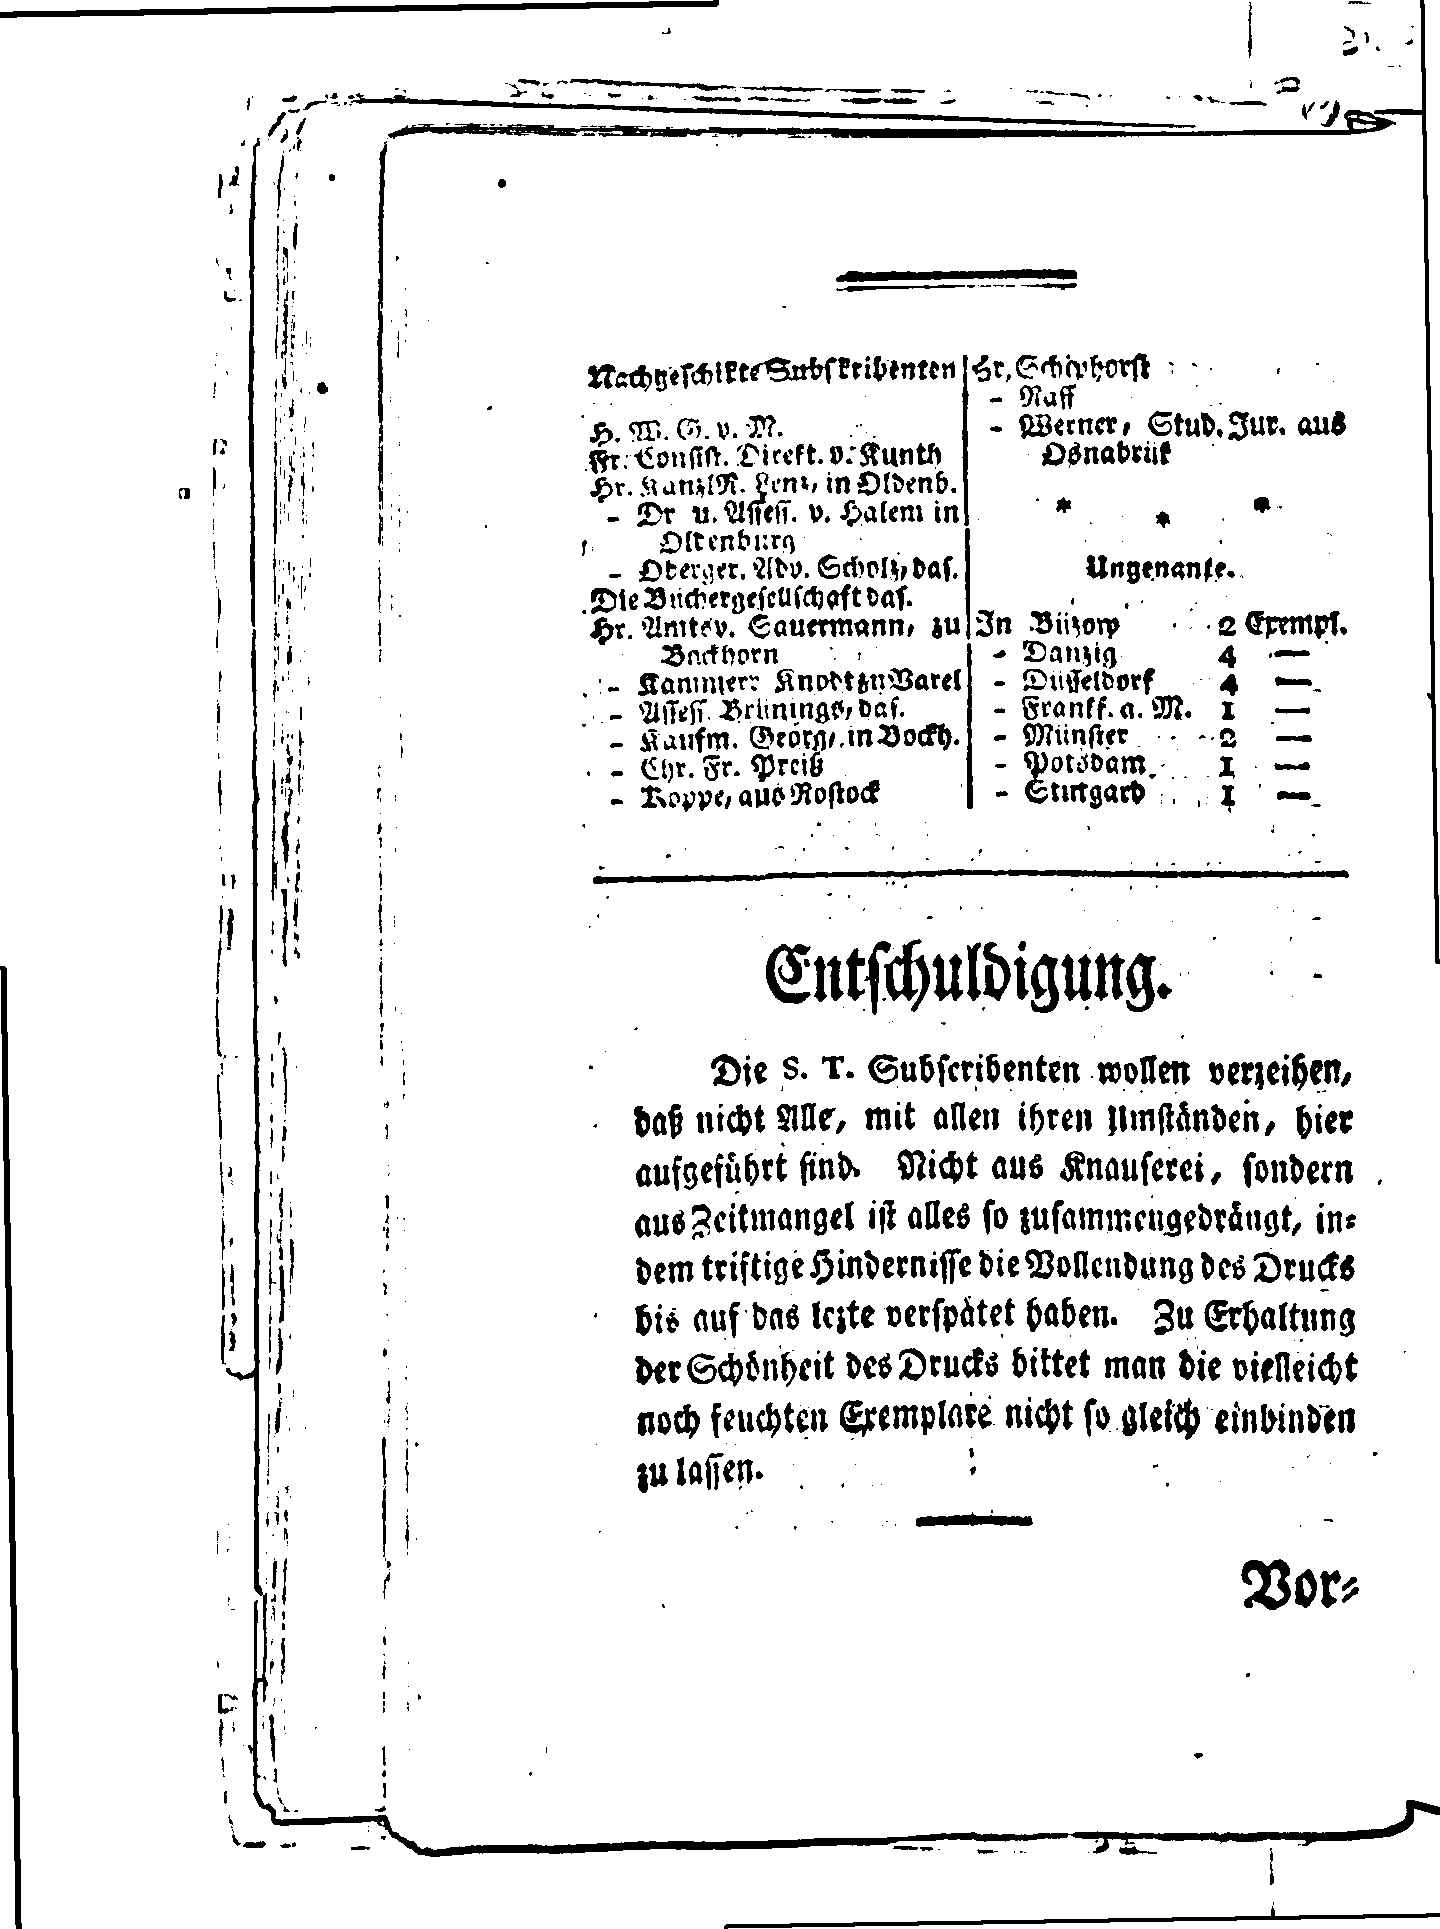 Nachgeschikte Subskribenten
H. W. G. v. M.
Fr. Consist. Direkt. v. Kunth
Hr. KanzlR. Lenz, in Oldenb.
- Dr u. Assess. v. Halem in
Oldenburg
- Oberger. Adv. Scholz, das.
Die Büchergesellschaft das.
Hr. Amtsv. Sauermann, zu
Bockhorn
- Kammerr Knodt zu Varel
- Assess. Brünings, das.
- Kaufm. Georg, in Bockh.
- Chr. Fr. Preiß
- Koppe, aus Rostock
Hr. Schiphorst
- Raff
- Werner, Stud. Jur. aus
Osnabrük
* * *
Ungenante.
In Büzow 2 Exempl.
- Danzig 4 —
- Düsseldorf 4 —
- Frankf. a. M. 1 —
- Münster 2 —
- Potsdam 1 —
- Stuttgard 1 —
Entschuldigung.
Die S. T. Subscribenten wollen verzeihen,
daß nicht Alle, mit allen ihren Umständen, hier
aufgeführt sind. Nicht aus Knauserei, sondern
aus Zeitmangel ist alles so zusammengedrängt, in-
dem triftige Hindernisse die Vollendung des Drucks
bis auf das lezte verspätet haben. Zu Erhaltung
der Schönheit des Drucks bittet man die vielleicht
noch feuchten Exemplare nicht so gleich einbinden
zu lassen.
Vor-